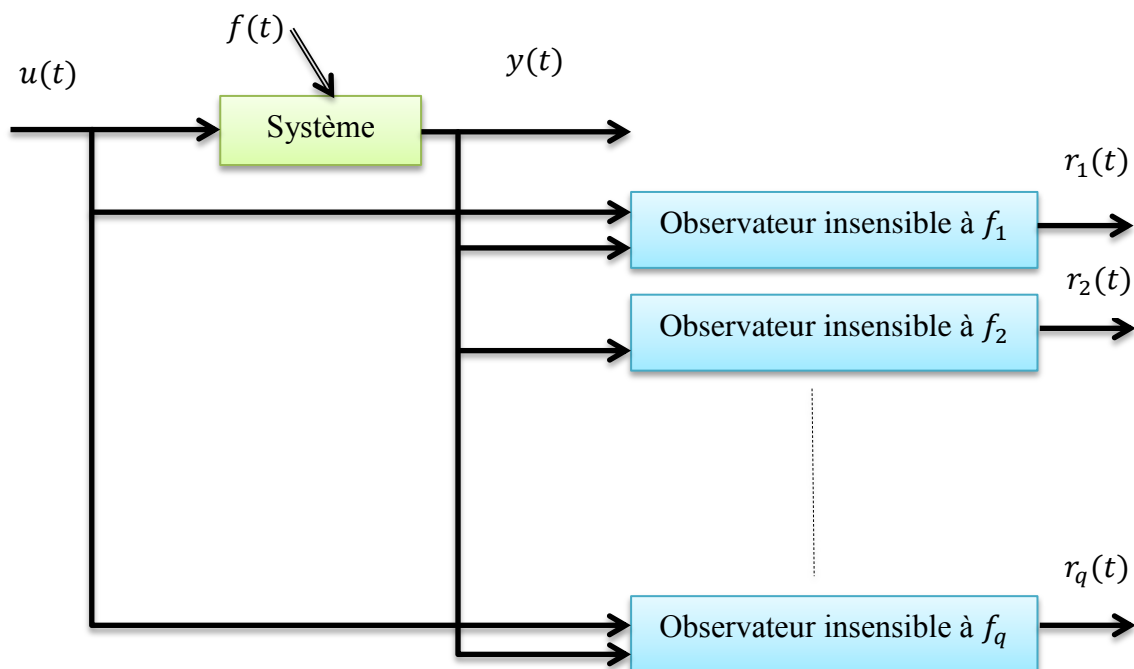 f(t)
u(t)
y(t)
Système
r₁(t)
Observateur insensible à f₁
r₂(t)
Observateur insensible à f₂
r_q(t)
Observateur insensible à f_q